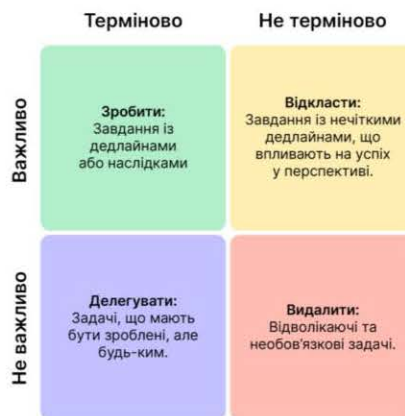 Терміново
Не терміново
Важливо
Зробити:
Завдання із
дедлайнами
або наслідками
Відкласти:
Завдання із нечіткими
дедлайнами, що
впливають на успіх
у перспективі.
Не важливо
Делегувати:
Задачі, що мають
бути зроблені, але
будь-ким.
Видалити:
Відволікаючі та
необов'язкові задачі.